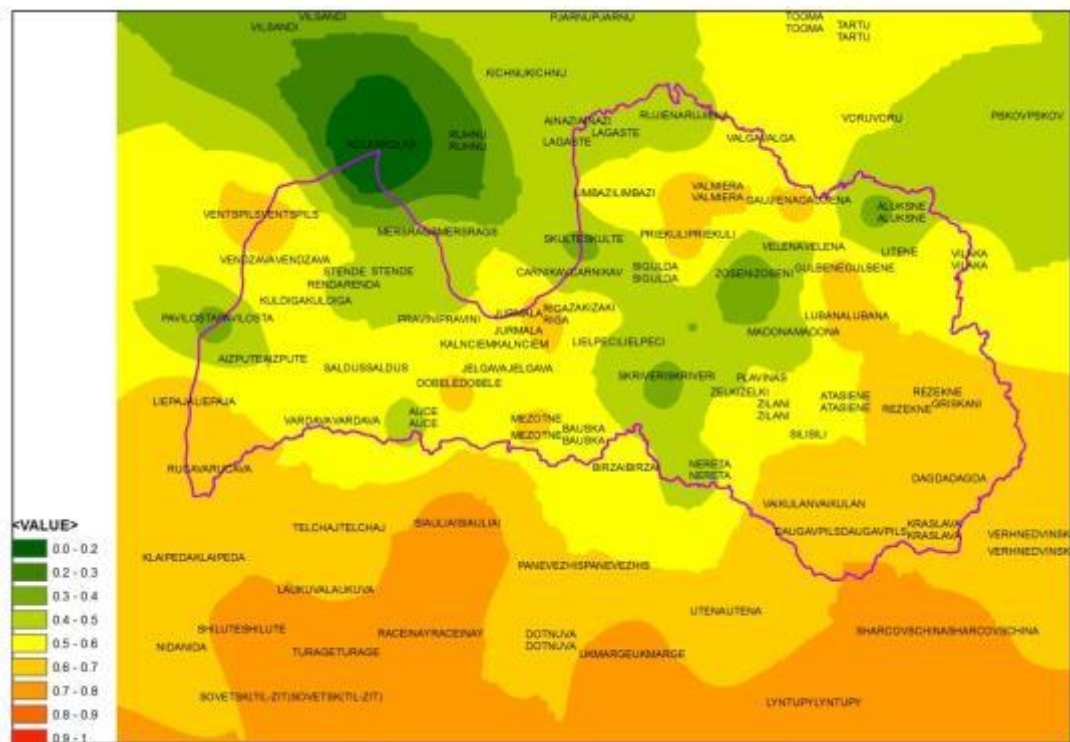 VILSANDI
VILSANDI
PJARNUPJARNU
TOOMA
TOOMA
TARTU
TARTU
KICHNUKICHNU
RUHNU
RUHNU
LAGASTE
LAGASTE
RUJIENARUJIENA
VALGAVALGA
VORUVORU
PSKOVPSKOV
LIMBAZILIMBAZI
VALMIERA
VALMIERA
ALUKSNE
ALUKSNE
VENTSPILSVENTSPILS
MERSRAGSMERSRAGS
SKULTESKULTE
PRIEKULIPRIEKULI
VELENAVELENA
LITEKE
VILAKA
VILAKA
VENDZAVAVENDZAVA
STENDE STENDE
RENDARENDA
CARNIKAVCARNIKAV
SIGULDA
SIGULDA
ZOSENIZOSENI
GULBENEGULBENE
KULDIGAKULDIGA
PAVILOSTAPAVILOSTA
PRAVINIPRAVINI
JURMALA
JURMALA
RIGA
RIGA
ZAKIZAKI
LUBANALUBANA
MADONAMADONA
KALNCIEMKALNCIEM
LIELPECILIELPECI
AIZPUTEAIZPUTE
SALDUSSALDUS
JELGAVAJELGAVA
DOBELEDOBELE
SKRIVERISKRIVERI
PLAVINAS
ZELKIZELKI
ZILANI
ZILANI
ATASIENE
ATASIENE
REZEKNE
REZEKNE
GRISKANI
LIEPAJALIEPAJA
VARDAVAVARDAVA
AUCE
AUCE
MEZOTNE
MEZOTNE
BAUSKA
BAUSKA
SILISILI
RUCAVARUCAVA
BIRZAIBIRZAI
NERETA
NERETA
DAGDADAGDA
VAIKULANVAIKULAN
TELCHAJTELCHAJ
SIAULIAISIAULIAI
DAUGAVPILSDAUGAVPILS
KRASLAVA
KRASLAVA
VERHNEDVINSK
VERHNEDVINSK
KLAIPEDAKLAIPEDA
PANEVEZHISPANEVEZHIS
LAUKUVALAUKUVA
UTENAUTENA
SHILUTESHILUTE
NIDANIDA
RACEINAYRACEINAY
DOTNUVA
DOTNUVA
SHARCOVSCHINASHARCOVSCHINA
TURAGETURAGE
UKMARGEUKMARGE
SOVETSK(TIL-ZIT)SOVETSK(TIL-ZIT)
LYNTUPYLYNTUPY
<VALUE>
0.0 - 0.2
0.2 - 0.3
0.3 - 0.4
0.4 - 0.5
0.5 - 0.6
0.6 - 0.7
0.7 - 0.8
0.8 - 0.9
0.9 - 1